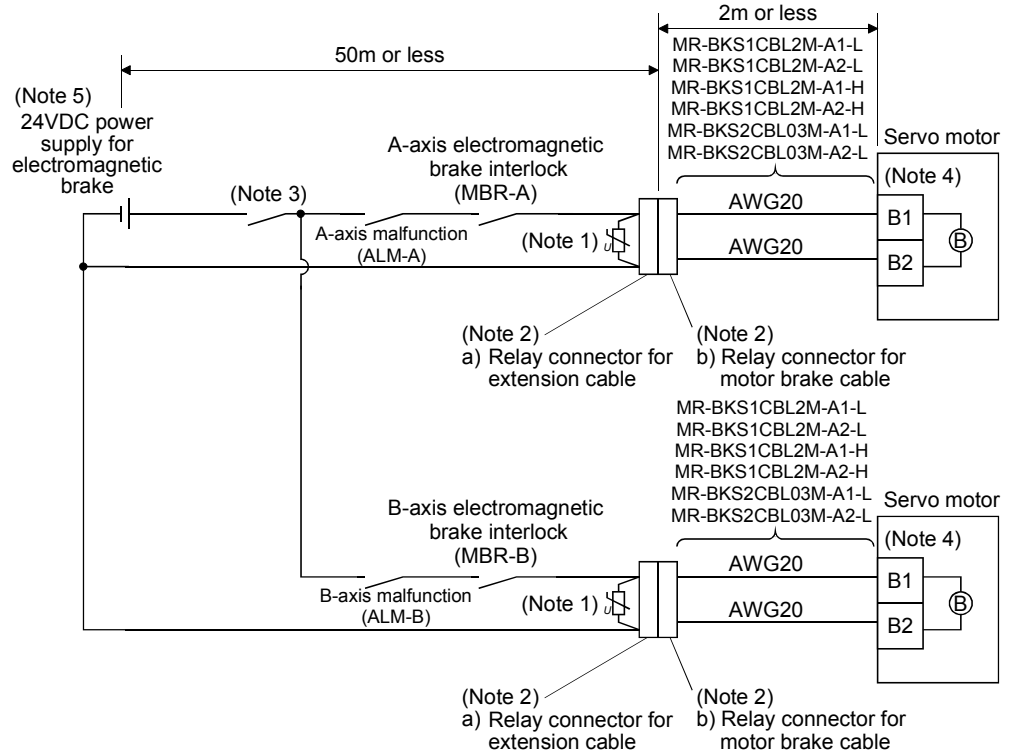 2m or less
50m or less
MR-BKS1CBL2M-A1-L
MR-BKS1CBL2M-A2-L
MR-BKS1CBL2M-A1-H
MR-BKS1CBL2M-A2-H
MR-BKS2CBL03M-A1-L
MR-BKS2CBL03M-A2-L
(Note 5)
24VDC power
supply for
electromagnetic
brake
A-axis electromagnetic
brake interlock
(MBR-A)
Servo motor
(Note 3)
(Note 4)
A-axis malfunction
(ALM-A)
(Note 1)
U
AWG20
AWG20
B1
B2
B
(Note 2)
a) Relay connector for
extension cable
(Note 2)
b) Relay connector for
motor brake cable
MR-BKS1CBL2M-A1-L
MR-BKS1CBL2M-A2-L
MR-BKS1CBL2M-A1-H
MR-BKS1CBL2M-A2-H
MR-BKS2CBL03M-A1-L
MR-BKS2CBL03M-A2-L
B-axis electromagnetic
brake interlock
(MBR-B)
Servo motor
(Note 4)
B-axis malfunction
(ALM-B)
(Note 1)
U
AWG20
AWG20
B1
B2
B
(Note 2)
a) Relay connector for
extension cable
(Note 2)
b) Relay connector for
motor brake cable